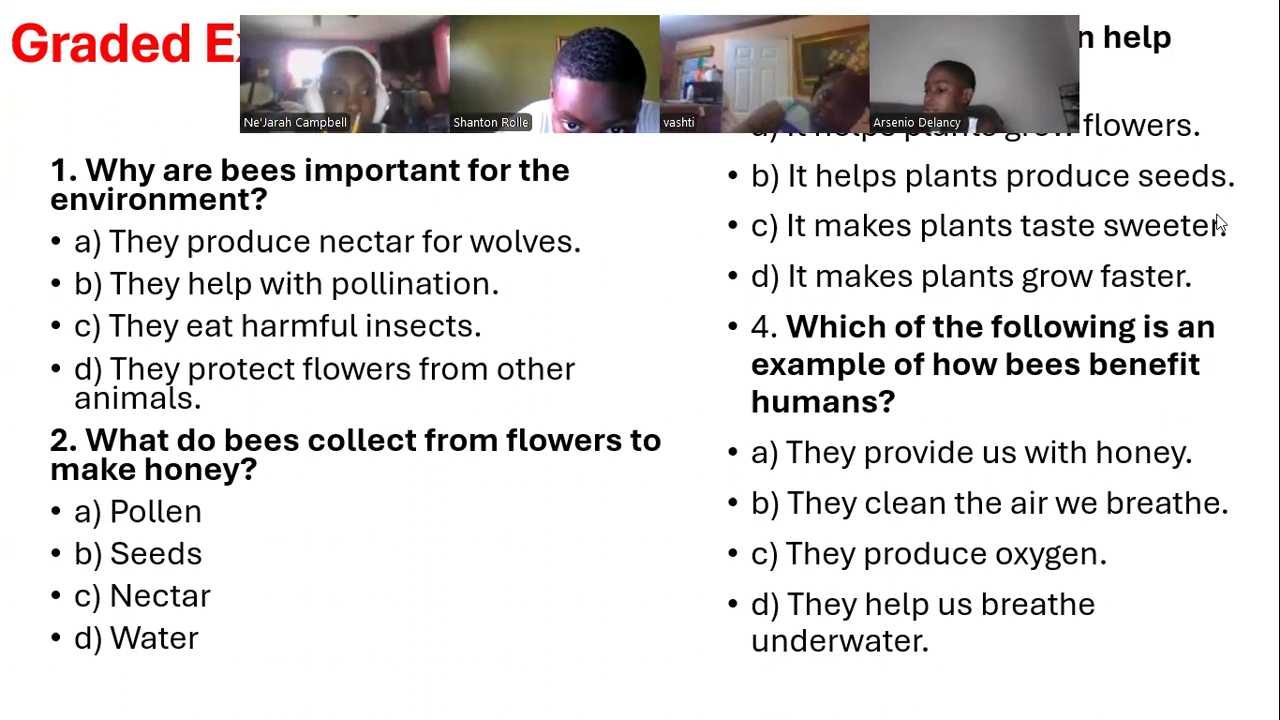 Graded
n help
Ne'Jarah Campbell
Shanton Rolle
vashti
Arsenio Delancy
1. Why are bees important for the
environment?
• a) They produce nectar for wolves.
• b) They help with pollination.
• c) They eat harmful insects.
• d) They protect flowers from other
animals.
2. What do bees collect from flowers to
make honey?
• a) Pollen
• b) Seeds
• c) Nectar
• d) Water
a) It helps plants grow flowers.
• b) It helps plants produce seeds.
• c) It makes plants taste sweeter
• d) It makes plants grow faster.
• 4. Which of the following is an
example of how bees benefit
humans?
• a) They provide us with honey.
• b) They clean the air we breathe.
• c) They produce oxygen.
• d) They help us breathe
underwater.